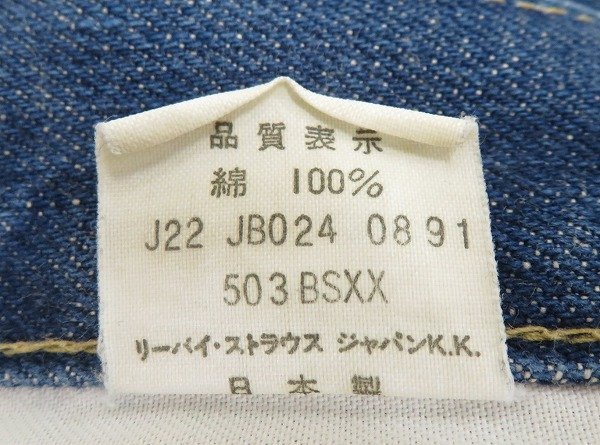 品質表示
綿 100%
J22 JB024 0891
503BSXX
リーバイ・ストラウス ジャパンK.K.
日本製